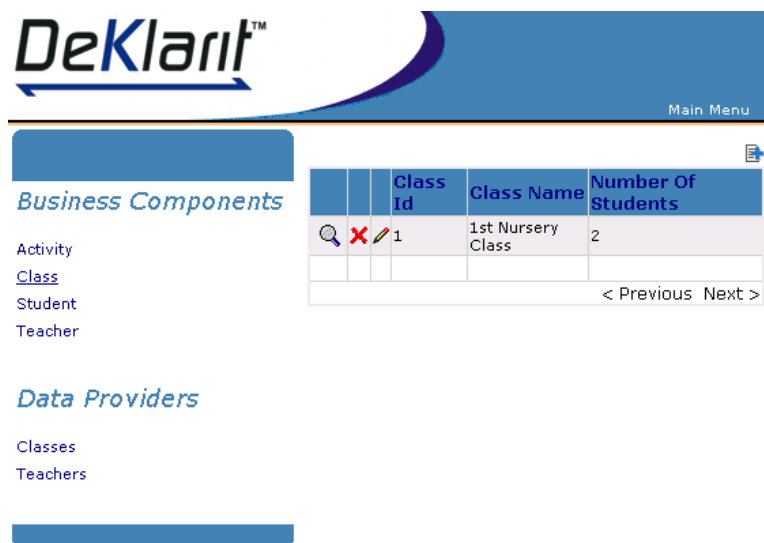 DeKlarit™
Main Menu
Business Components
Activity
Class
Student
Teacher
Data Providers
Classes
Teachers
Class Id
Class Name
Number Of Students
1
1st Nursery Class
2
< Previous Next >